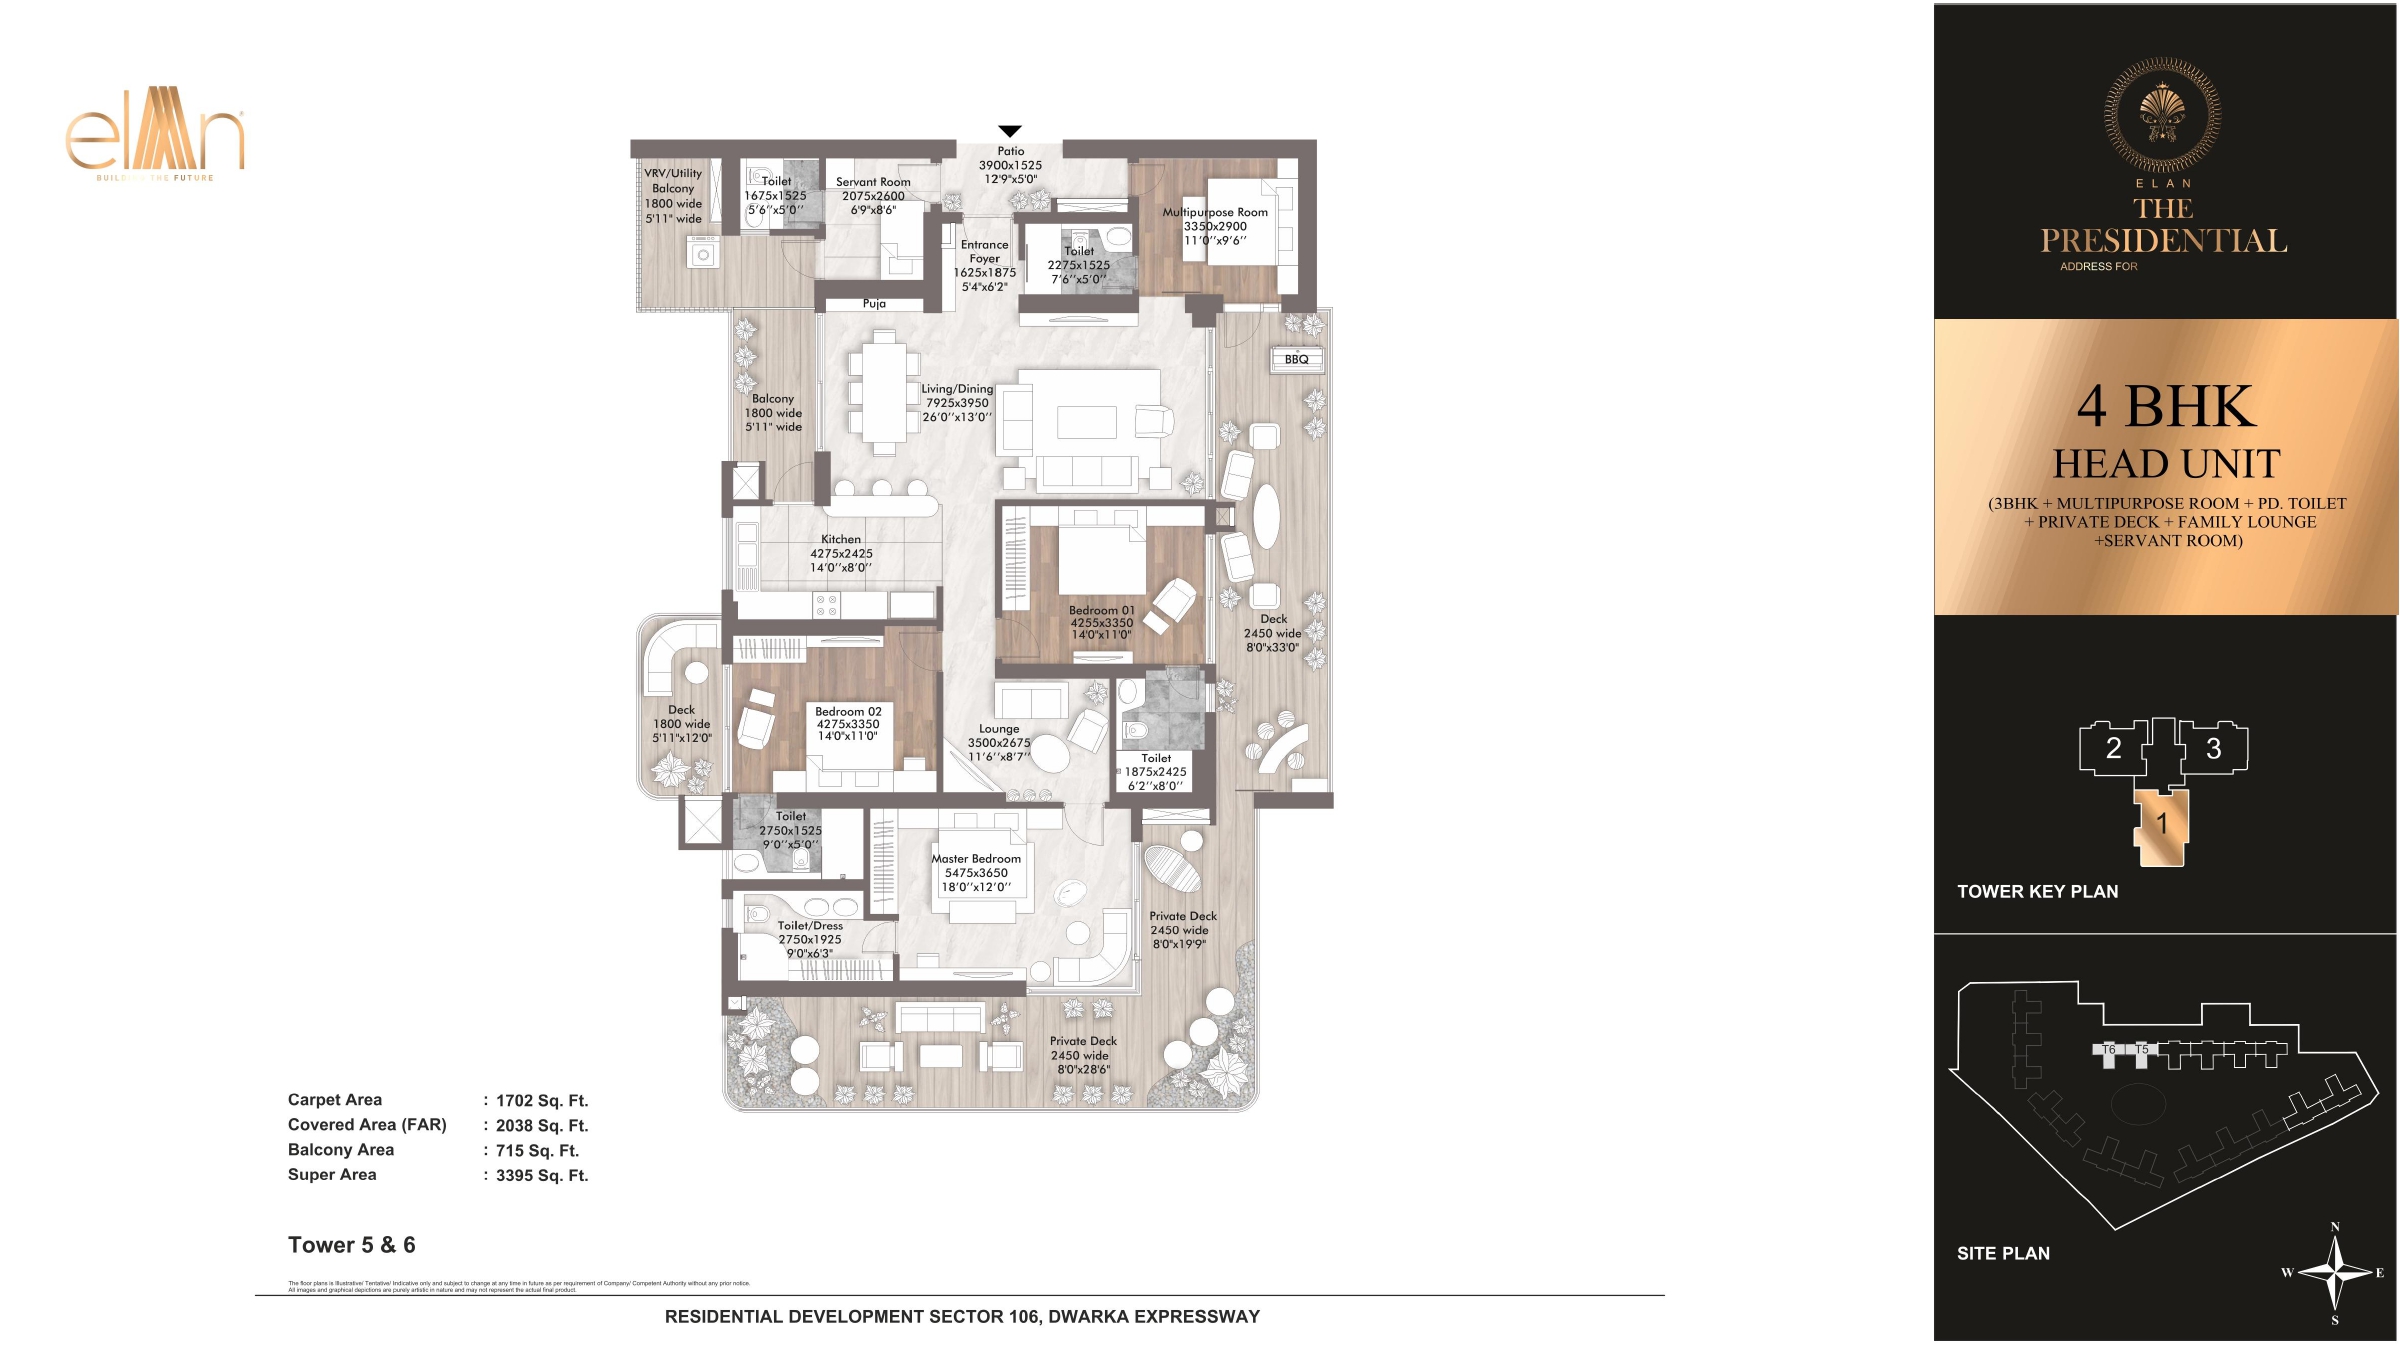 elan
BUILDING THE FUTURE
Patio
3900x1525
12'9"x5'0"
VRV/Utility
Balcony
1800 wide
5'11" wide
Toilet
1675x1525
5'6''x5'0''
Servant Room
2075x2600
6'9"x8'6"
Multipurpose Room
3350x2900
11'0''x9'6''
Entrance
Foyer
1625x1875
5'4"x6'2"
Toilet
2275x1525
7'6''x5'0''
Puja
BBQ
Living/Dining
7925x3950
26'0''x13'0''
Balcony
1800 wide
5'11" wide
Kitchen
4275x2425
14'0''x8'0''
Bedroom 01
4255x3350
14'0"x11'0"
Deck
2450 wide
8'0"x33'0"
Deck
1800 wide
5'11"x12'0"
Bedroom 02
4275x3350
14'0"x11'0"
Lounge
3500x2675
11'6''x8'7''
Toilet
1875x2425
6'2''x8'0''
Toilet
2750x1525
9'0''x5'0''
Master Bedroom
5475x3650
18'0''x12'0''
Toilet/Dress
2750x1925
9'0"x6'3"
Private Deck
2450 wide
8'0"x19'9"
Private Deck
2450 wide
8'0"x28'6"
Carpet Area : 1702 Sq. Ft.
Covered Area (FAR) : 2038 Sq. Ft.
Balcony Area : 715 Sq. Ft.
Super Area : 3395 Sq. Ft.
Tower 5 & 6
The floor plans is Illustrative/ Tentative/ Indicative only and subject to change at any time in future as per requirement of Company/ Competent Authority without any prior notice.
All images and graphical depictions are purely artistic in nature and may not represent the actual final product.
RESIDENTIAL DEVELOPMENT SECTOR 106, DWARKA EXPRESSWAY
ELAN
THE
PRESIDENTIAL
ADDRESS FOR
4 BHK
HEAD UNIT
(3BHK + MULTIPURPOSE ROOM + PD. TOILET
+ PRIVATE DECK + FAMILY LOUNGE
+SERVANT ROOM)
2
3
1
TOWER KEY PLAN
T6
T5
SITE PLAN
N
W
E
S